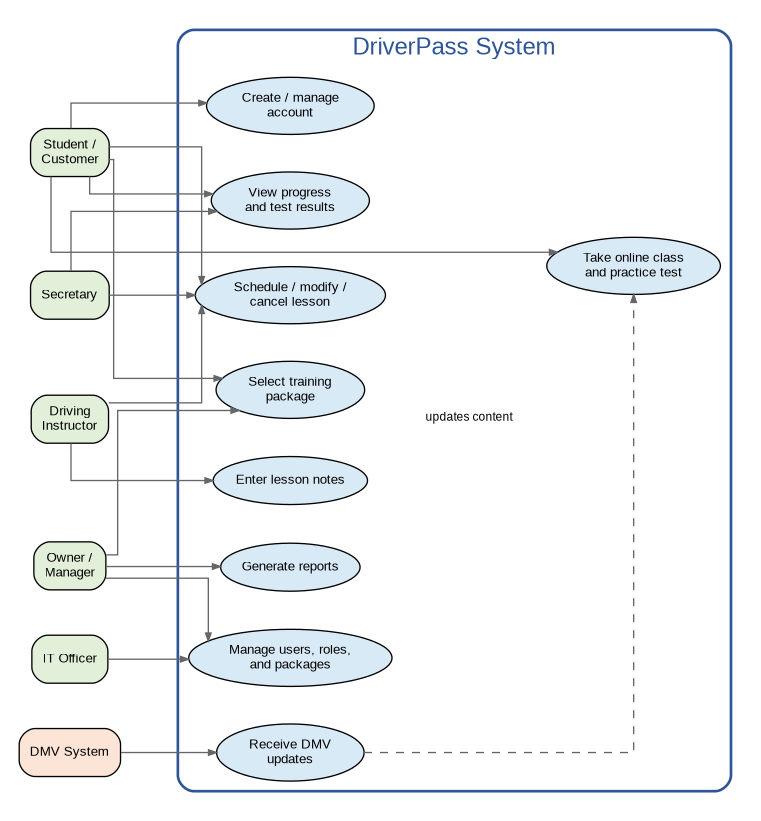 DriverPass System
Create / manage
account
Student /
Customer
View progress
and test results
Take online class
and practice test
Secretary
Schedule / modify /
cancel lesson
Select training
package
Driving
Instructor
updates content
Enter lesson notes
Owner /
Manager
Generate reports
IT Officer
Manage users, roles,
and packages
DMV System
Receive DMV
updates